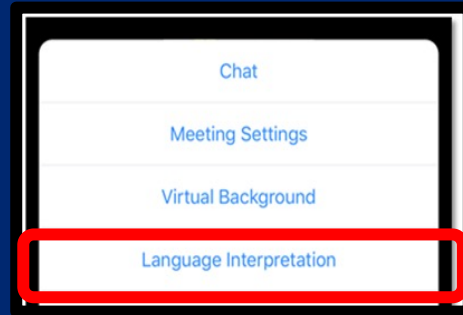 Chat
Meeting Settings
Virtual Background
Language Interpretation